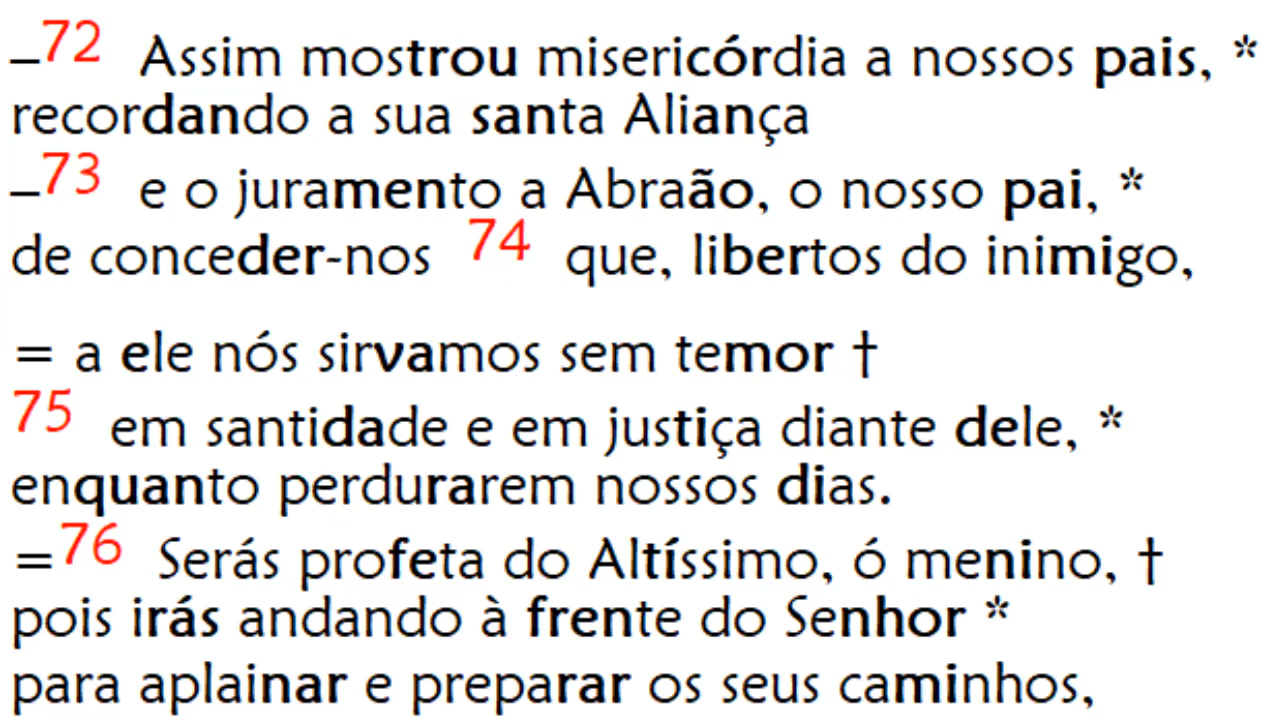 –72 Assim mostrou misericórdia a nossos pais, *
recordando a sua santa Aliança
–73 e o juramento a Abraão, o nosso pai, *
de conceder-nos 74 que, libertos do inimigo,
= a ele nós sirvamos sem temor †
75 em santidade e em justiça diante dele, *
enquanto perdurarem nossos dias.
=76 Serás profeta do Altíssimo, ó menino, †
pois irás andando à frente do Senhor *
para aplainar e preparar os seus caminhos,